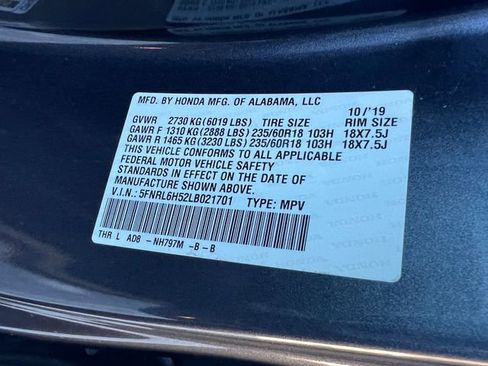 MFD. BY HONDA MFG. OF ALABAMA, LLC 10/'19
GVWR 2730 KG(6019 LBS) TIRE SIZE RIM SIZE
GAWR F 1310 KG(2888 LBS) 235/60R18 103H 18X7.5J
GAWR R 1465 KG(3230 LBS) 235/60R18 103H 18X7.5J
THIS VEHICLE CONFORMS TO ALL APPLICABLE
FEDERAL MOTOR VEHICLE SAFETY
STANDARDS IN EFFECT ON THE DATE OF
MANUFACTURE SHOWN ABOVE.
V.I.N.: 5FNRL6H52LB021701 TYPE: MPV
THR L AD8 -NH797M -B-B